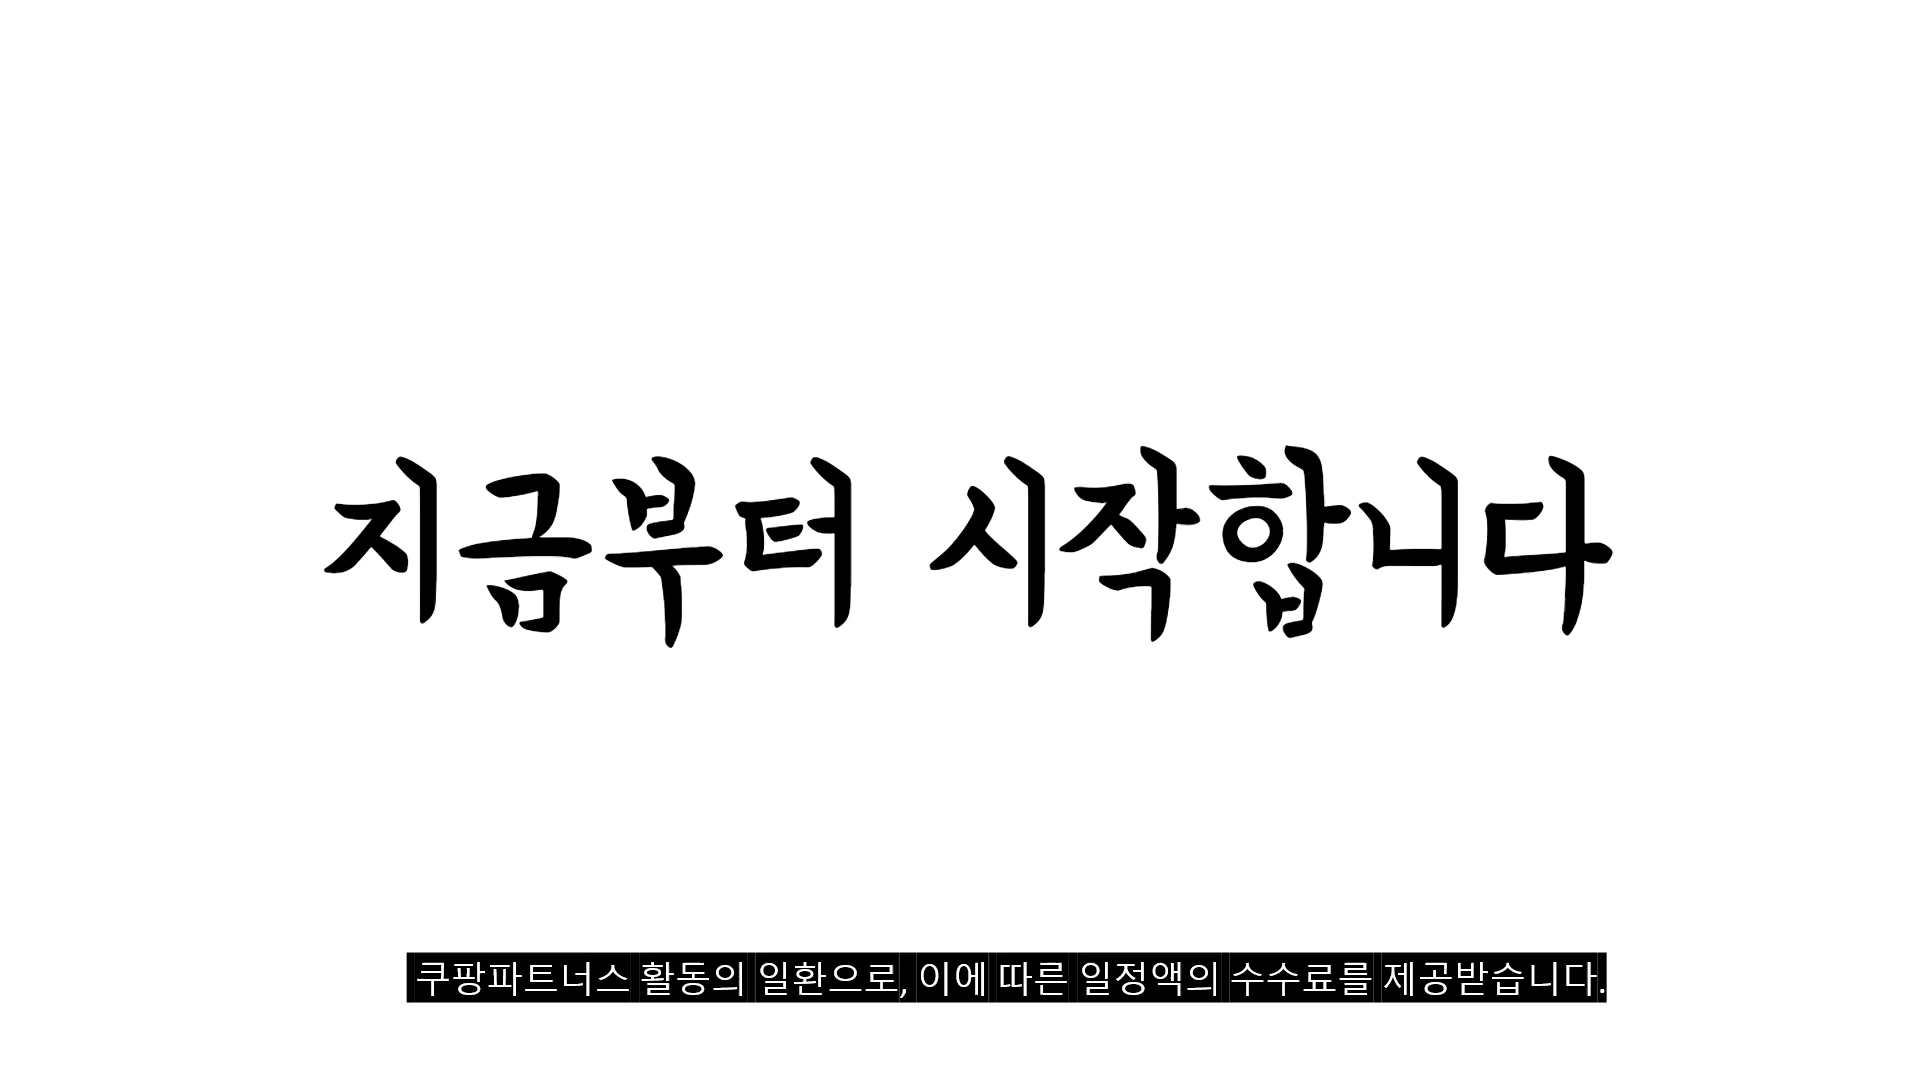 지금부터 시작합니다
쿠팡파트너스 활동의 일환으로, 이에 따른 일정액의 수수료를 제공받습니다.